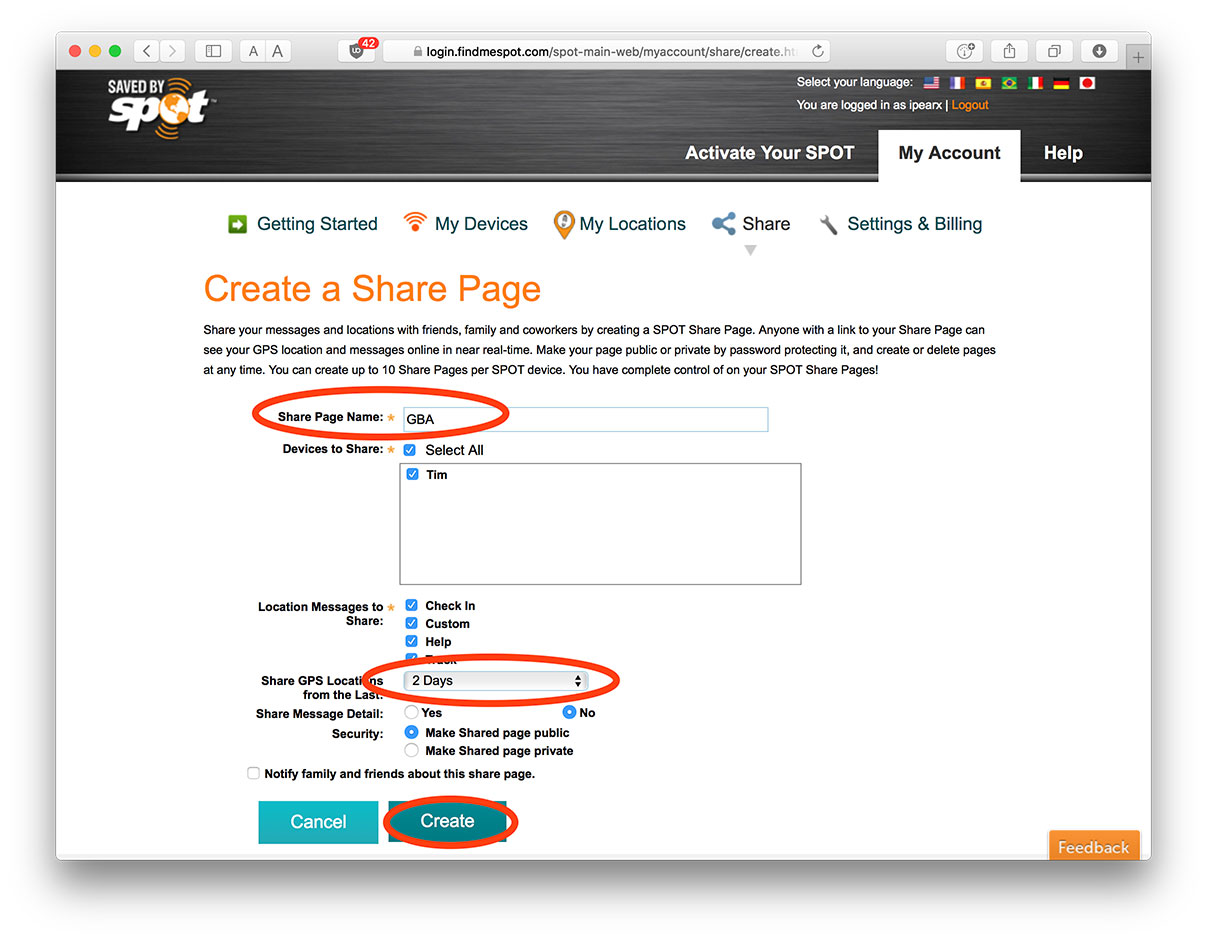 A A
42
login.findmespot.com/spot-main-web/myaccount/share/create.ht
SAVED BY
spot™
Select your language:
You are logged in as ipearx | Logout
Activate Your SPOT My Account Help
Getting Started My Devices My Locations Share Settings & Billing
Create a Share Page
Share your messages and locations with friends, family and coworkers by creating a SPOT Share Page. Anyone with a link to your Share Page can
see your GPS location and messages online in near real-time. Make your page public or private by password protecting it, and create or delete pages
at any time. You can create up to 10 Share Pages per SPOT device. You have complete control of on your SPOT Share Pages!
Share Page Name: * GBA
Devices to Share: * Select All
Tim
Location Messages to * Check In
Share: Custom
Help
Track
Share GPS Locations 2 Days
from the Last:
Share Message Detail: Yes No
Security: Make Shared page public
Make Shared page private
Notify family and friends about this share page.
Cancel Create
Feedback